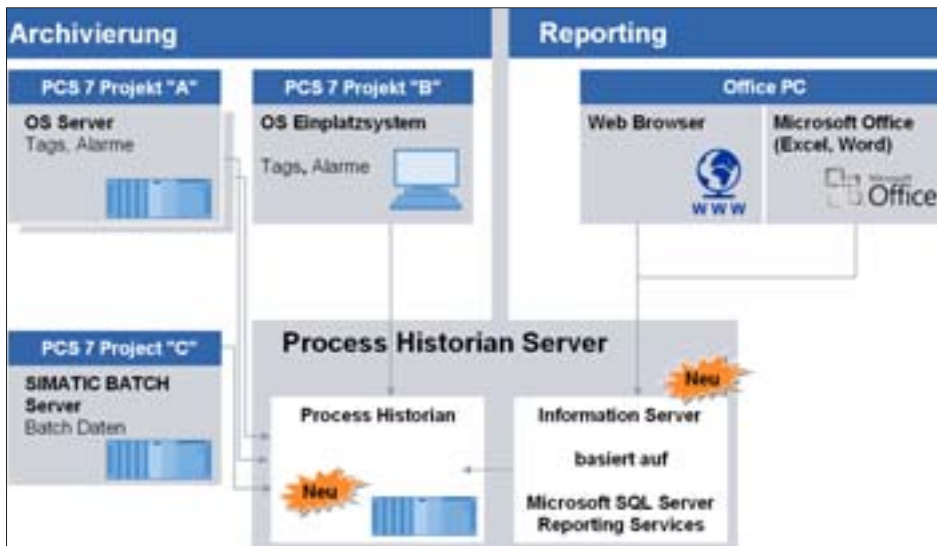 Archivierung
Reporting
PCS 7 Projekt "A"
OS Server
Tags, Alarme
PCS 7 Projekt "B"
OS Einplatzsystem
Tags, Alarme
Office PC
Web Browser
WWW
Microsoft Office
(Excel, Word)
Microsoft
Office
PCS 7 Project "C"
SIMATIC BATCH
Server
Batch Daten
Process Historian Server
Process Historian
Neu
Neu
Information Server
basiert auf
Microsoft SQL Server
Reporting Services